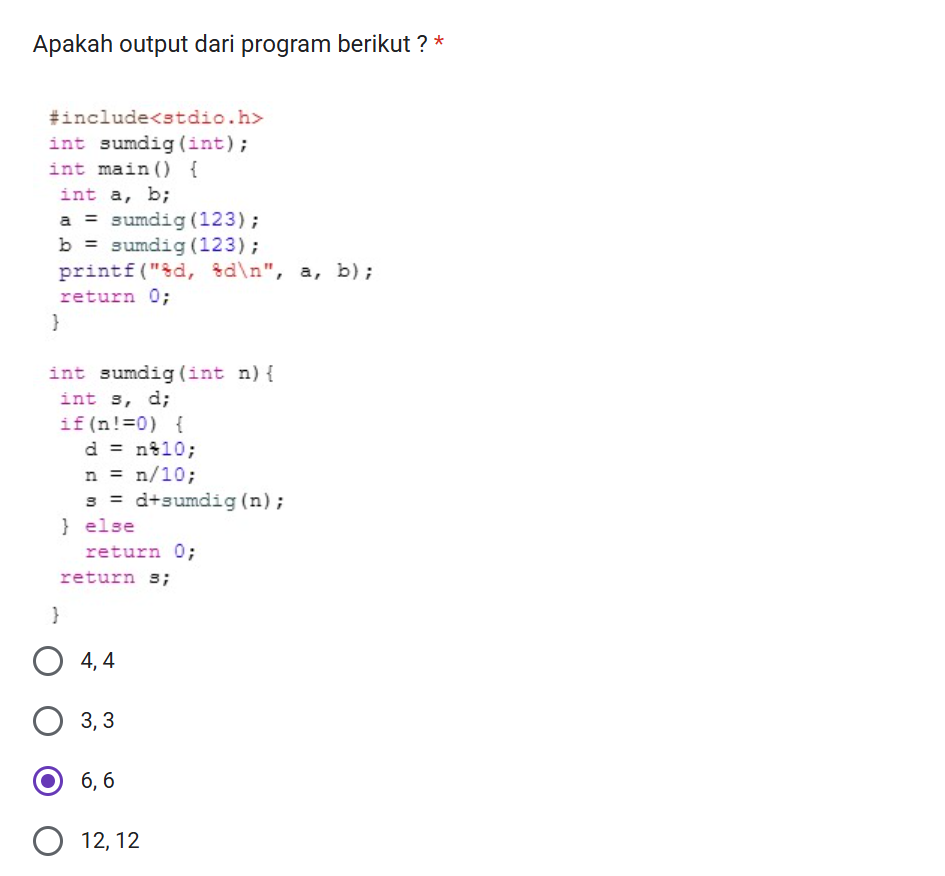 Apakah output dari program berikut ? *
#include<stdio.h>
int sumdig(int);
int main() {
int a, b;
a = sumdig(123);
b = sumdig(123);
printf("%d, %d\n", a, b);
return 0;
}
int sumdig(int n){
int s, d;
if(n!=0) {
d = n%10;
n = n/10;
s = d+sumdig(n);
} else
return 0;
return s;
}
4, 4
3, 3
6, 6
12, 12